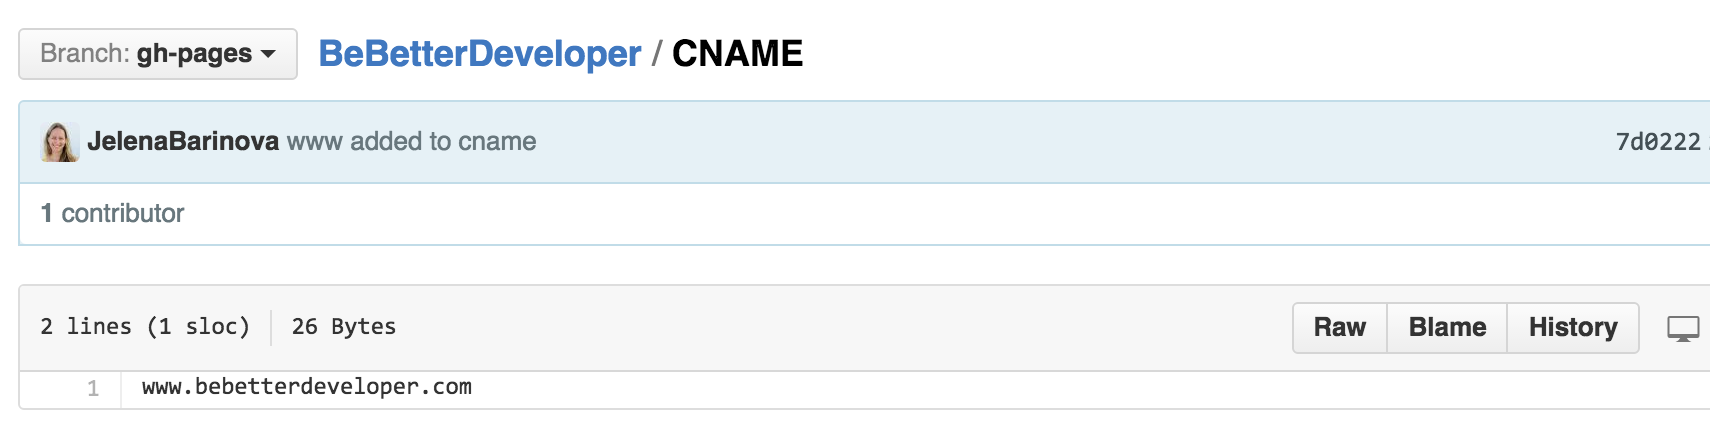 Branch: gh-pages BeBetterDeveloper / CNAME
JelenaBarinova www added to cname 7d0222
1 contributor
2 lines (1 sloc) 26 Bytes Raw Blame History
1 www.bebetterdeveloper.com